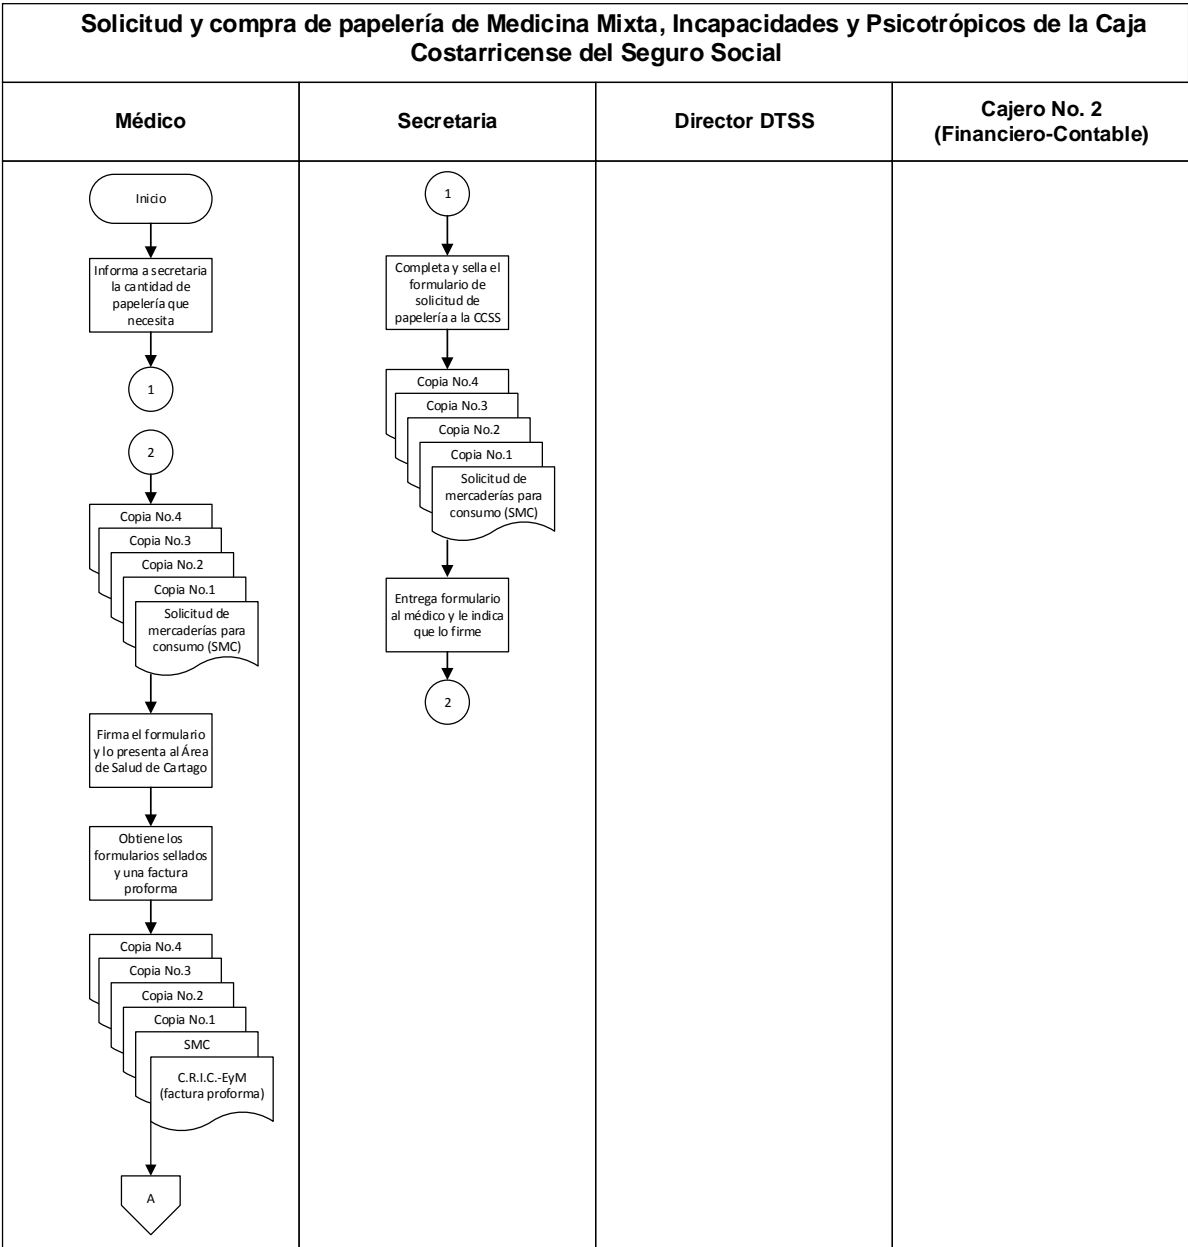 Solicitud y compra de papelería de Medicina Mixta, Incapacidades y Psicotrópicos de la Caja
Costarricense del Seguro Social
Médico
Secretaria
Director DTSS
Cajero No. 2
(Financiero-Contable)
Inicio
Informa a secretaria
la cantidad de
papelería que
necesita
1
2
Copia No.4
Copia No.3
Copia No.2
Copia No.1
Solicitud de
mercaderías para
consumo (SMC)
Firma el formulario
y lo presenta al Área
de Salud de Cartago
Obtiene los
formularios sellados
y una factura
proforma
Copia No.4
Copia No.3
Copia No.2
Copia No.1
SMC
C.R.I.C.-EyM
(factura proforma)
A
1
Completa y sella el
formulario de
solicitud de
papelería a la CCSS
Copia No.4
Copia No.3
Copia No.2
Copia No.1
Solicitud de
mercaderías para
consumo (SMC)
Entrega formulario
al médico y le indica
que lo firme
2